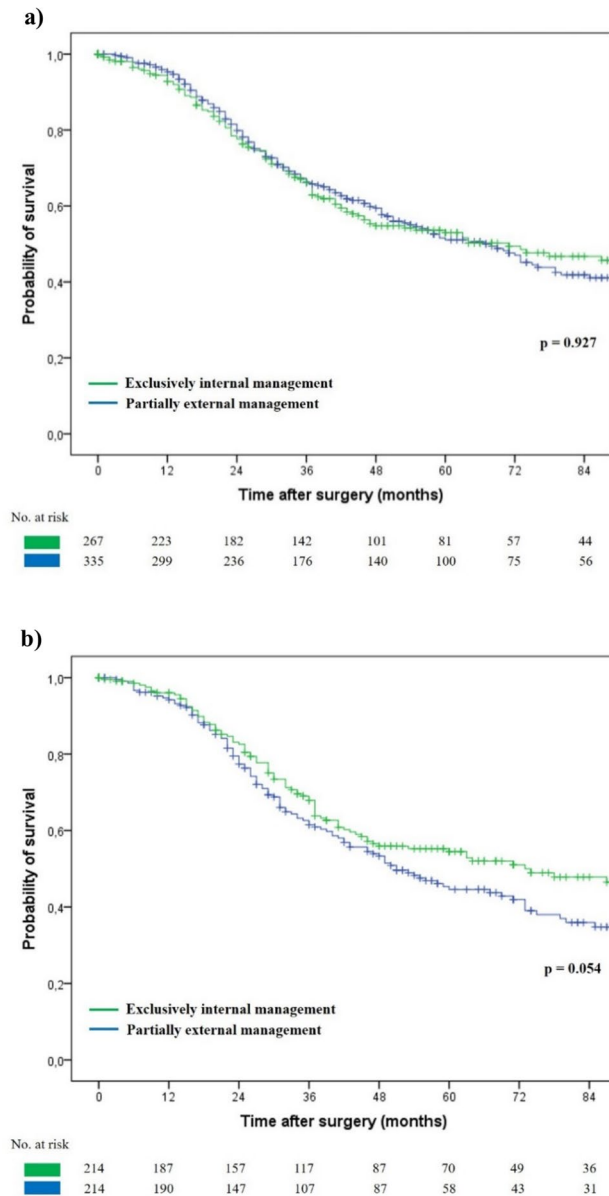 a)
1,0
0,8
0,6
0,4
0,2
0,0
Probability of survival
p = 0.927
Exclusively internal management
Partially external management
0 12 24 36 48 60 72 84
Time after surgery (months)
No. at risk
267 223 182 142 101 81 57 44
335 299 236 176 140 100 75 56
b)
1,0
0,8
0,6
0,4
0,2
0,0
Probability of survival
p = 0.054
Exclusively internal management
Partially external management
0 12 24 36 48 60 72 84
Time after surgery (months)
No. at risk
214 187 157 117 87 70 49 36
214 190 147 107 87 58 43 31